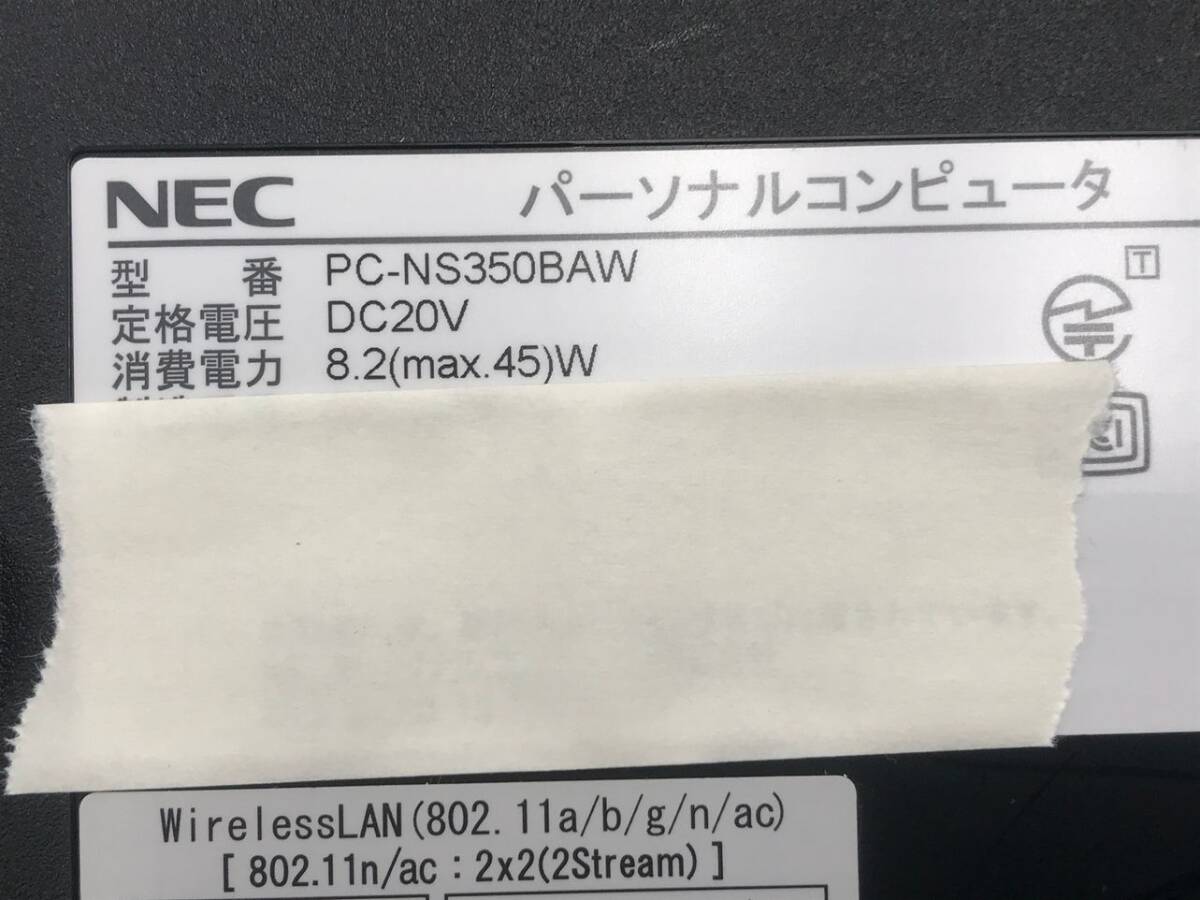 NEC パーソナルコンピュータ
型 番 PC-NS350BAW
定格電圧 DC20V
消費電力 8.2(max.45)W
T
WirelessLAN(802.11a/b/g/n/ac)
[ 802.11n/ac : 2x2(2Stream) ]